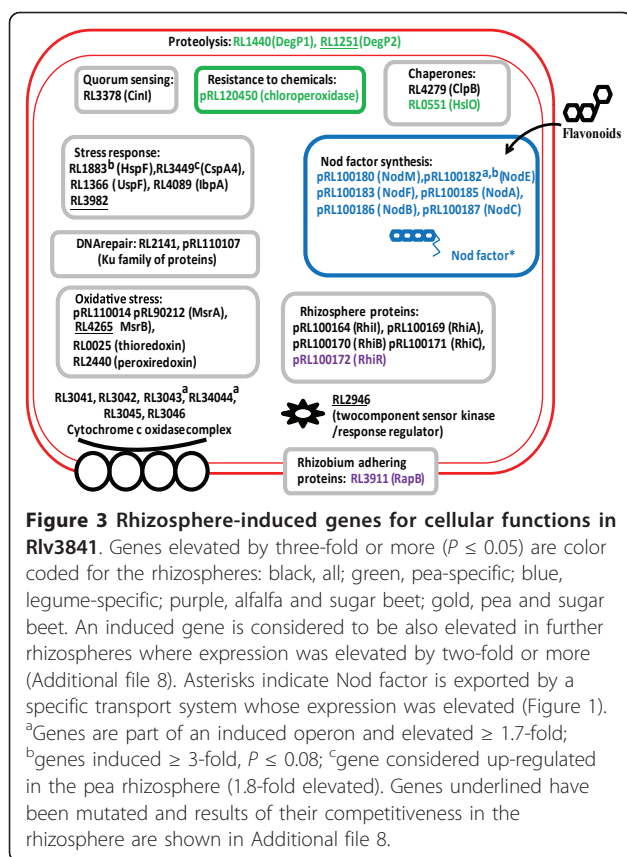 Proteolysis: RL1440(DegP1), RL1251(DegP2)
Quorum sensing:
RL3378 (CinI)
Resistance to chemicals:
pRL120450 (chloroperoxidase)
Chaperones:
RL4279 (ClpB)
RL0551 (HslO)
Flavonoids
Stress response:
RL1883b (HspF),RL3449c(CspA4),
RL1366 (UspF), RL4089 (IbpA)
RL3982
Nod factor synthesis:
pRL100180 (NodM),pRL100182a,b(NodE)
pRL100183 (NodF), pRL100185 (NodA),
pRL100186 (NodB), pRL100187 (NodC)
Nod factor*
DNArepair: RL2141, pRL110107
(Ku family of proteins)
Oxidative stress:
pRL110014 pRL90212 (MsrA),
RL4265 MsrB),
RL0025 (thioredoxin)
RL2440 (peroxiredoxin)
Rhizosphere proteins:
pRL100164 (RhiI), pRL100169 (RhiA),
pRL100170 (RhiB) pRL100171 (RhiC),
pRL100172 (RhiR)
RL3041, RL3042, RL3043,a RL34044,a
RL3045, RL3046
Cytochrome c oxidase complex
RL2946
(twocomponent sensor kinase
/response regulator)
Rhizobium adhering
proteins: RL3911 (RapB)
Figure 3 Rhizosphere-induced genes for cellular functions in
Rlv3841. Genes elevated by three-fold or more (P ≤ 0.05) are color
coded for the rhizospheres: black, all; green, pea-specific; blue,
legume-specific; purple, alfalfa and sugar beet; gold, pea and sugar
beet. An induced gene is considered to be also elevated in further
rhizospheres where expression was elevated by two-fold or more
(Additional file 8). Asterisks indicate Nod factor is exported by a
specific transport system whose expression was elevated (Figure 1).
aGenes are part of an induced operon and elevated ≥ 1.7-fold;
bgenes induced ≥ 3-fold, P ≤ 0.08; cgene considered up-regulated
in the pea rhizosphere (1.8-fold elevated). Genes underlined have
been mutated and results of their competitiveness in the
rhizosphere are shown in Additional file 8.